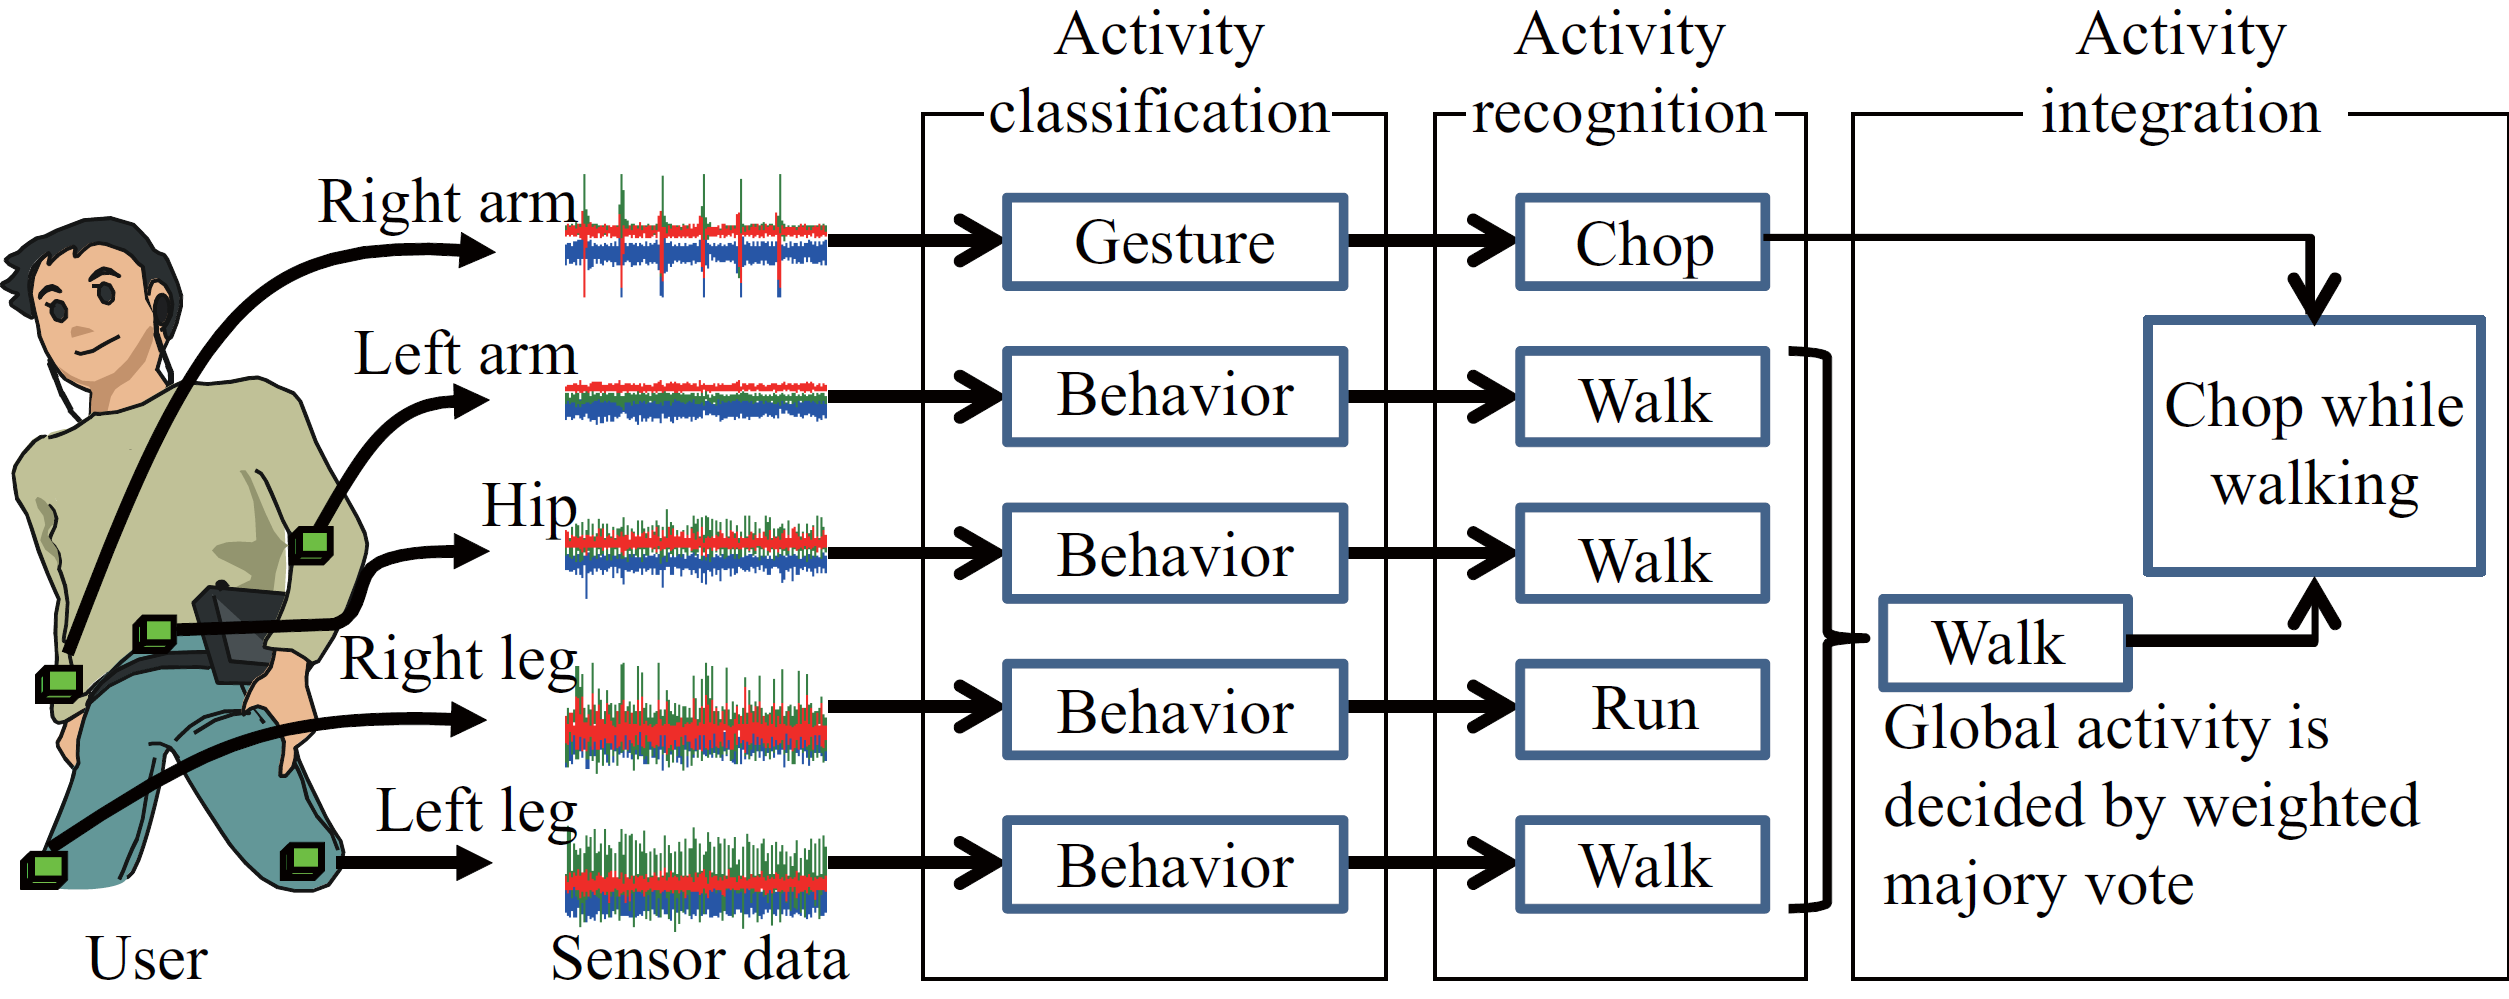 Activity
classification
Activity
recognition
Activity
integration
Right arm
Gesture
Chop
Left arm
Behavior
Walk
Chop while
walking
Hip
Behavior
Walk
Right leg
Behavior
Run
Walk
Global activity is
decided by weighted
majory vote
Left leg
Behavior
Walk
User
Sensor data